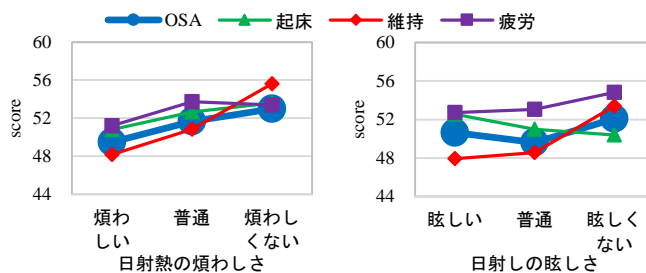 OSA 起床 維持 疲労
60
56
52
48
44
score
煩わ
しい
普通
煩わし
くない
日射熱の煩わしさ
60
56
52
48
44
score
眩しい
普通
眩しく
ない
日射しの眩しさ